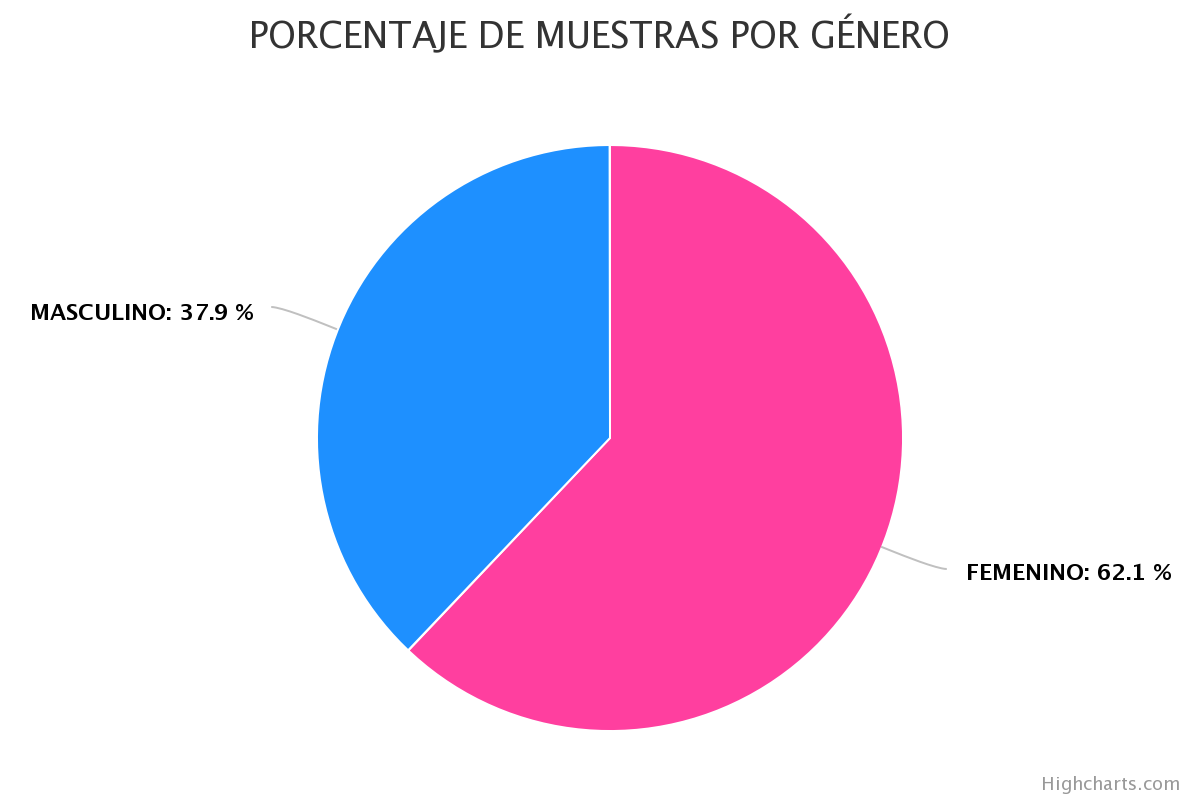 PORCENTAJE DE MUESTRAS POR GÉNERO
MASCULINO: 37.9 %
FEMENINO: 62.1 %
Highcharts.com